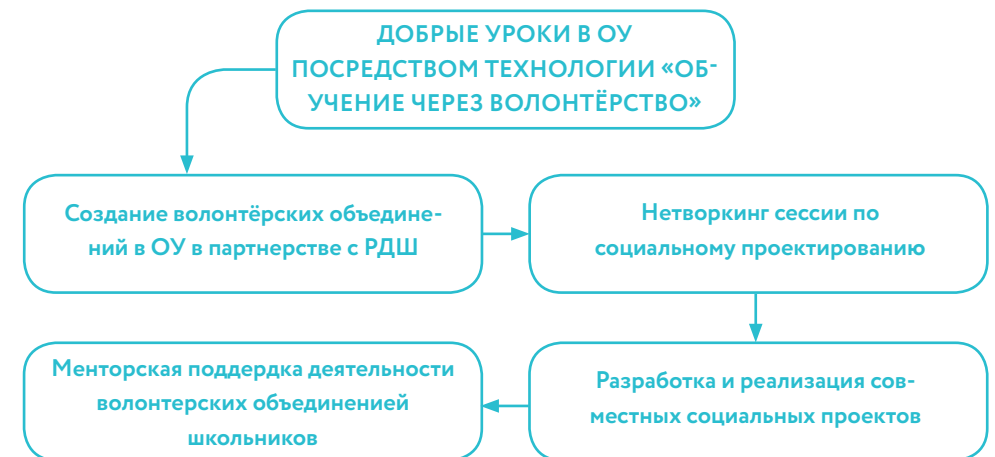 ДОБРЫЕ УРОКИ В ОУ
ПОСРЕДСТВОМ ТЕХНОЛОГИИ «ОБ-
УЧЕНИЕ ЧЕРЕЗ ВОЛОНТЁРСТВО»
Создание волонтёрских объедине-
ний в ОУ в партнерстве с РДШ
Нетворкинг сессии по
социальному проектированию
Разработка и реализация сов-
местных социальных проектов
Менторская поддердка деятельности
волонтерских объединенией
школьников